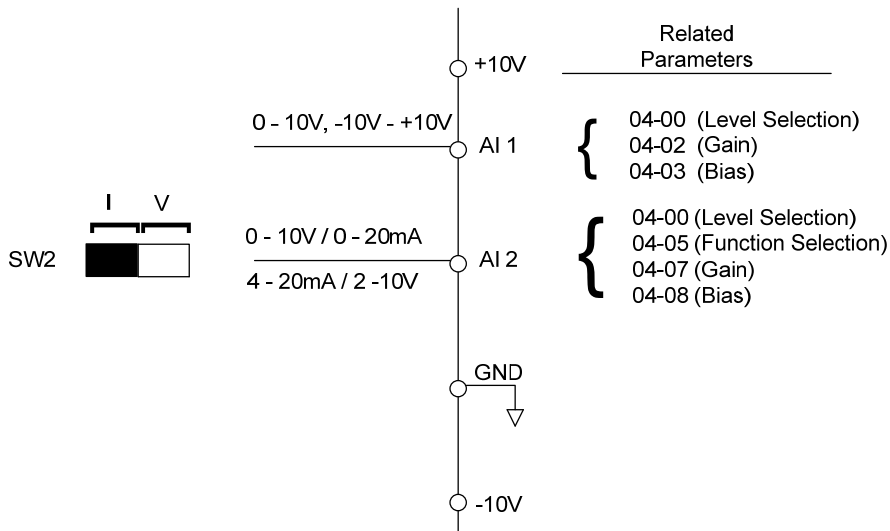 Related
Parameters
+10V
0 - 10V, -10V - +10V
AI 1
04-00 (Level Selection)
04-02 (Gain)
04-03 (Bias)
I V
SW2
0 - 10V / 0 - 20mA
4 - 20mA / 2 -10V
AI 2
04-00 (Level Selection)
04-05 (Function Selection)
04-07 (Gain)
04-08 (Bias)
GND
-10V